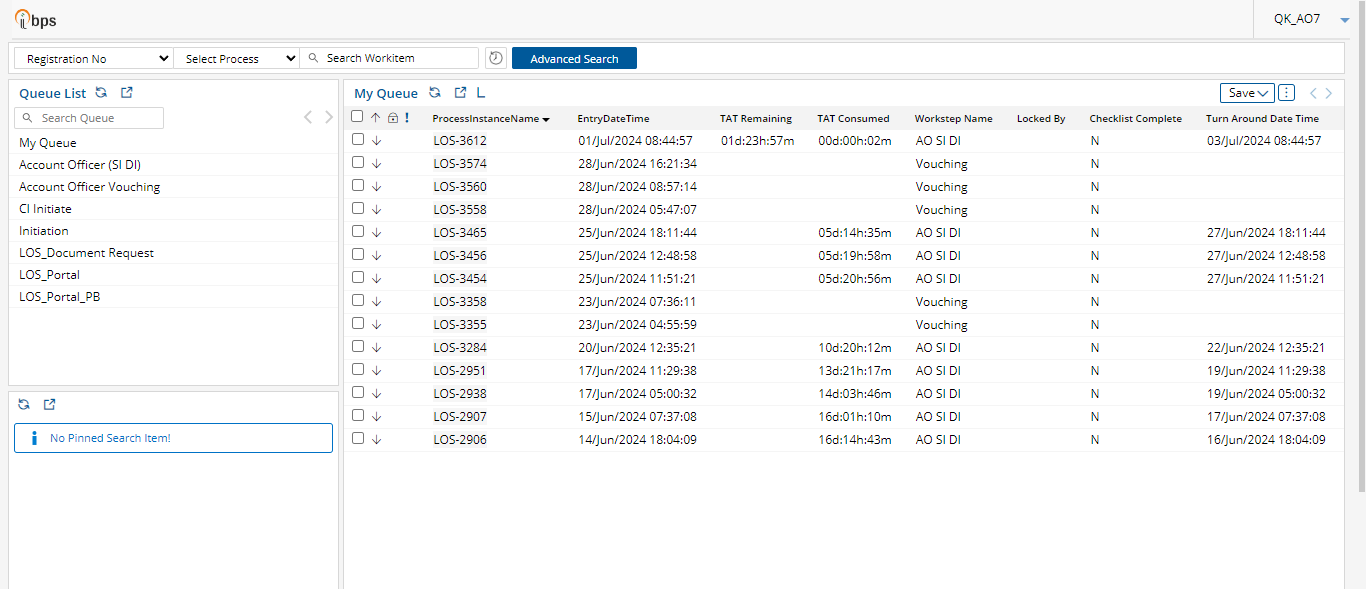 ibps
QK_AO7
Registration No Select Process Search Workitem Advanced Search
Queue List
Search Queue
My Queue
Account Officer (SI DI)
Account Officer Vouching
CI Initiate
Initiation
LOS_Document Request
LOS_Portal
LOS_Portal_PB
No Pinned Search Item!
My Queue L Save
! ProcessInstanceName EntryDateTime TAT Remaining TAT Consumed Workstep Name Locked By Checklist Complete Turn Around Date Time
LOS-3612 01/Jul/2024 08:44:57 01d:23h:57m 00d:00h:02m AO SI DI N 03/Jul/2024 08:44:57
LOS-3574 28/Jun/2024 16:21:34 Vouching N
LOS-3560 28/Jun/2024 08:57:14 Vouching N
LOS-3558 28/Jun/2024 05:47:07 Vouching N
LOS-3465 25/Jun/2024 18:11:44 05d:14h:35m AO SI DI N 27/Jun/2024 18:11:44
LOS-3456 25/Jun/2024 12:48:58 05d:19h:58m AO SI DI N 27/Jun/2024 12:48:58
LOS-3454 25/Jun/2024 11:51:21 05d:20h:56m AO SI DI N 27/Jun/2024 11:51:21
LOS-3358 23/Jun/2024 07:36:11 Vouching N
LOS-3355 23/Jun/2024 04:55:59 Vouching N
LOS-3284 20/Jun/2024 12:35:21 10d:20h:12m AO SI DI N 22/Jun/2024 12:35:21
LOS-2951 17/Jun/2024 11:29:38 13d:21h:17m AO SI DI N 19/Jun/2024 11:29:38
LOS-2938 17/Jun/2024 05:00:32 14d:03h:46m AO SI DI N 19/Jun/2024 05:00:32
LOS-2907 15/Jun/2024 07:37:08 16d:01h:10m AO SI DI N 17/Jun/2024 07:37:08
LOS-2906 14/Jun/2024 18:04:09 16d:14h:43m AO SI DI N 16/Jun/2024 18:04:09